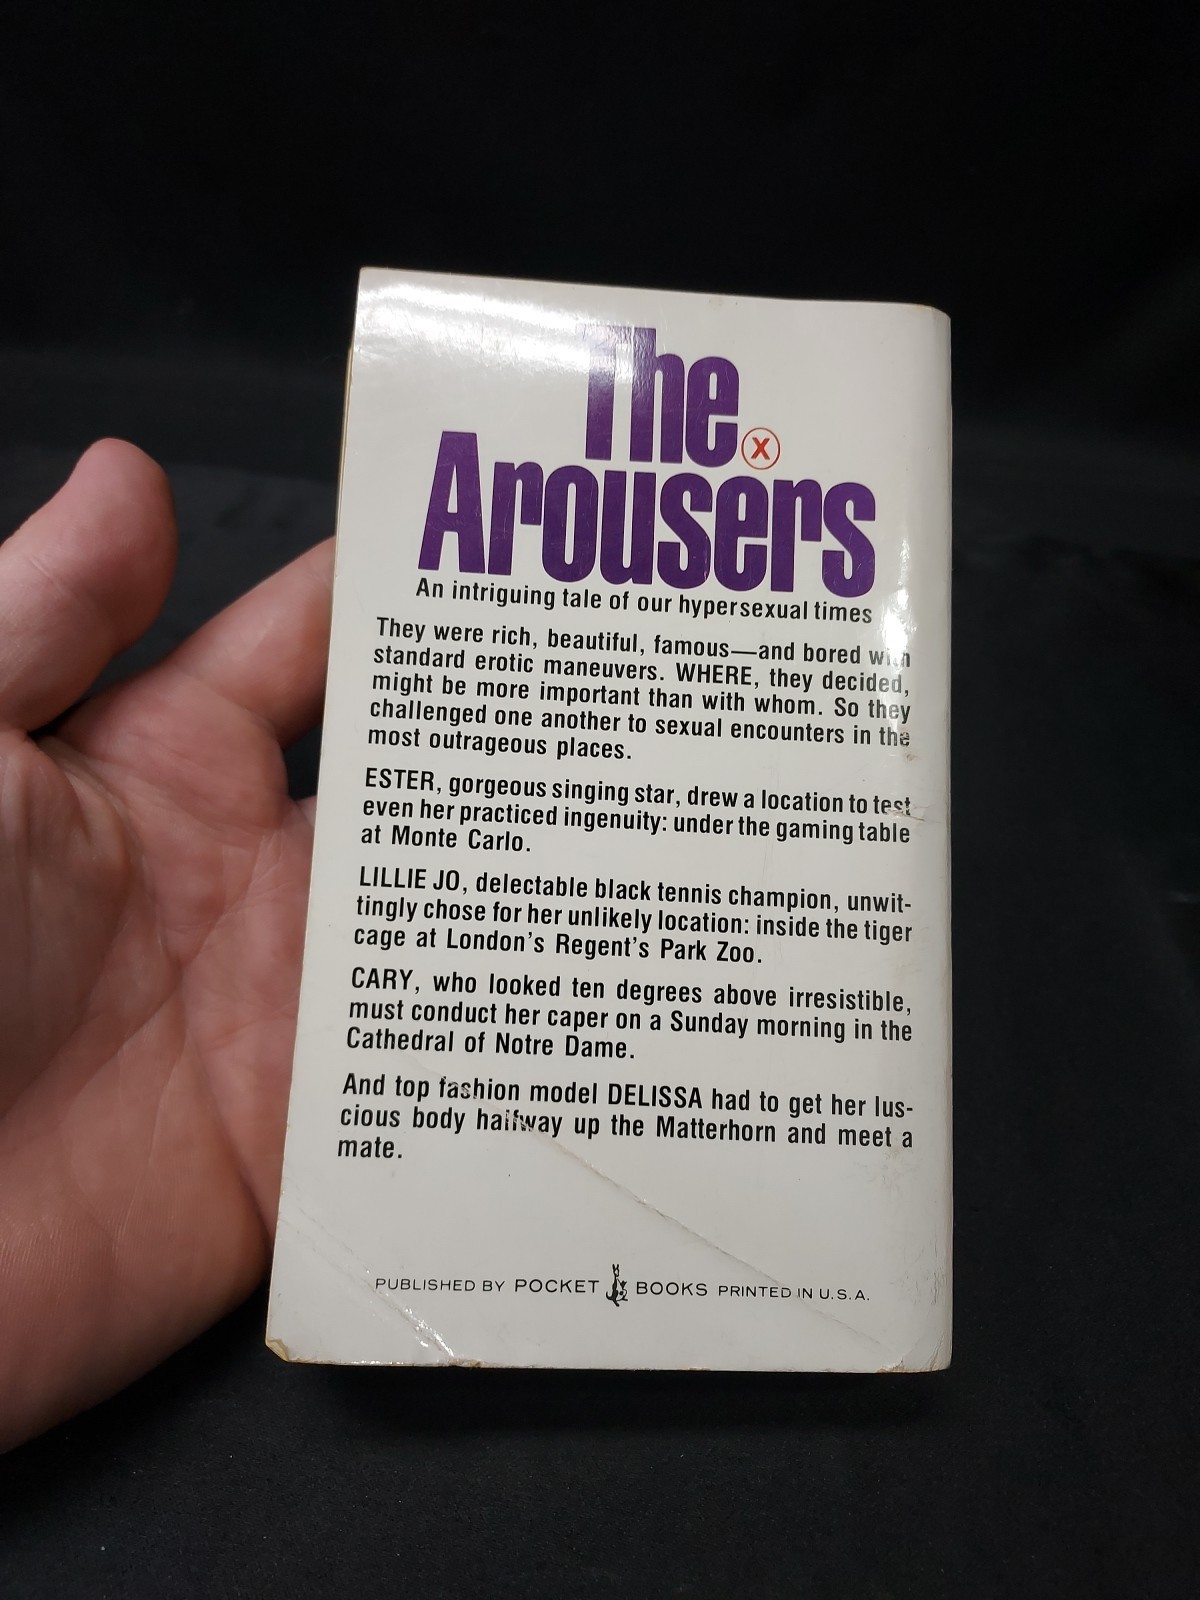 The
X
Arousers
An intriguing tale of our hypersexual times
They were rich, beautiful, famous—and bored with
standard erotic maneuvers. WHERE, they decided,
might be more important than with whom. So they
challenged one another to sexual encounters in the
most outrageous places.
ESTER, gorgeous singing star, drew a location to test
even her practiced ingenuity: under the gaming table
at Monte Carlo.
LILLIE JO, delectable black tennis champion, unwit-
tingly chose for her unlikely location: inside the tiger
cage at London's Regent's Park Zoo.
CARY, who looked ten degrees above irresistible,
must conduct her caper on a Sunday morning in the
Cathedral of Notre Dame.
And top fashion model DELISSA had to get her lus-
cious body halfway up the Matterhorn and meet a
mate.
PUBLISHED BY POCKET BOOKS PRINTED IN U.S.A.